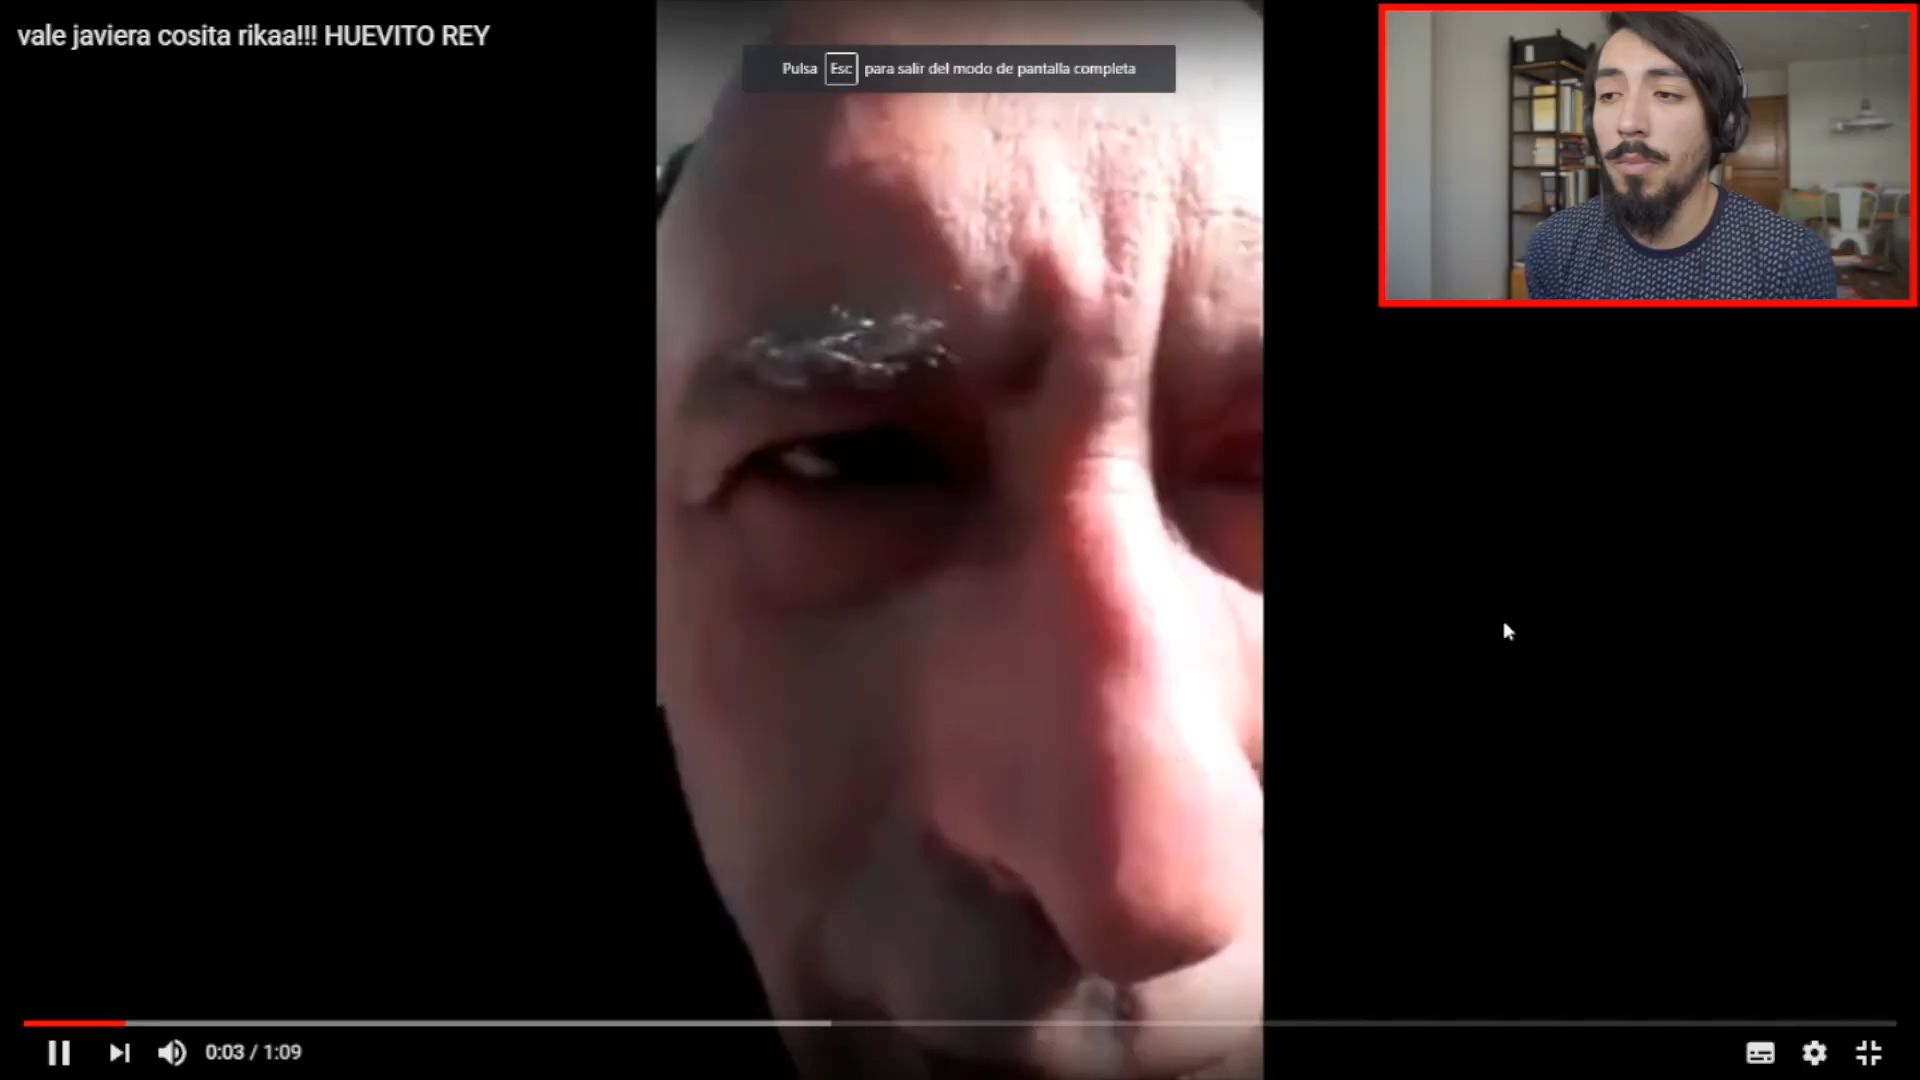 vale javiera cosita rikaa!!! HUEVITO REY
Pulsa Esc para salir del modo de pantalla completa
0:03 / 1:09